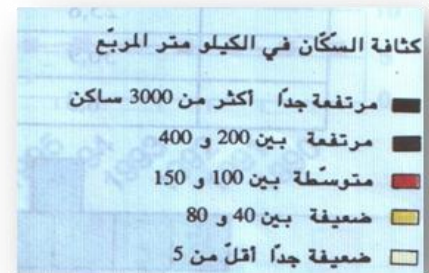 كثافة السكّان في الكيلو متر المربّع
مرتفعة جدًا أكثر من 3000 ساكن
مرتفعة بين 200 و 400
متوسّطة بين 100 و 150
ضعيفة بين 40 و 80
ضعيفة جدًا أقلّ من 5